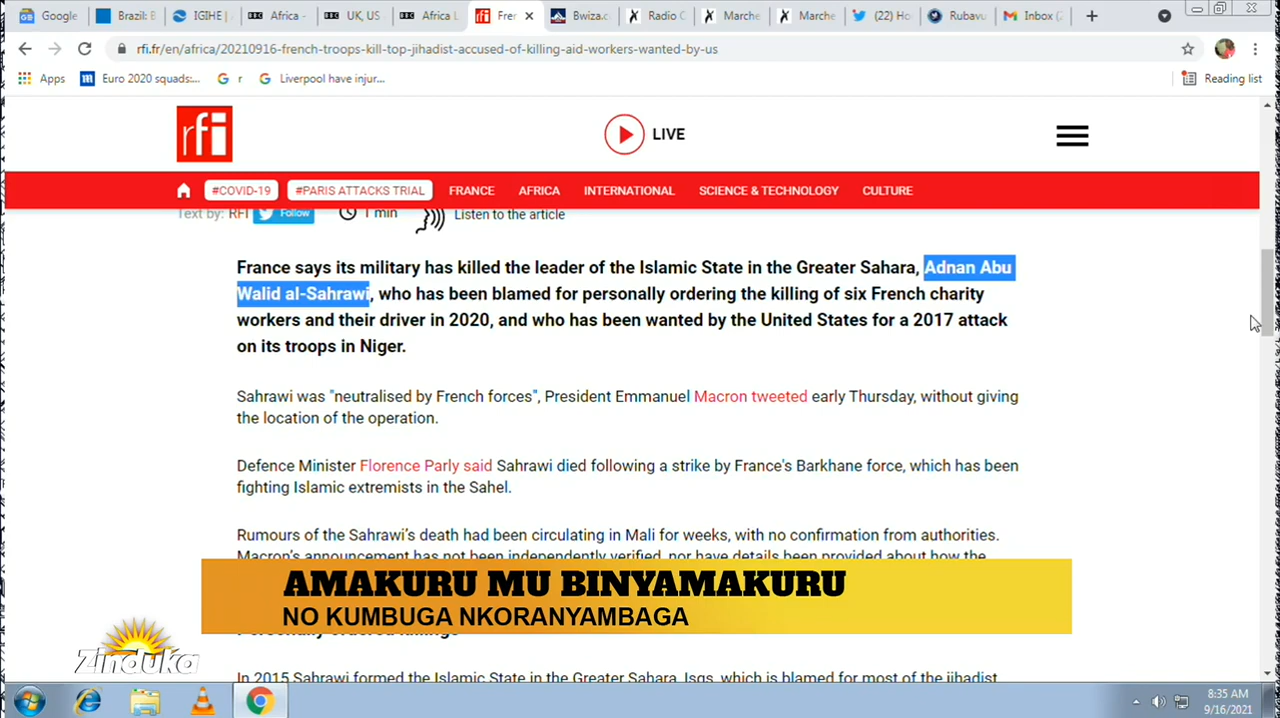 Google
Brazil: B
IGIHE |
BBC Africa -
BBC UK, US
BBC Africa L
rfi Fren
Bwiza.c
Radio C
Marche
Marche
(22) Ho
Rubavu
Inbox (
rfi.fr/en/africa/20210916-french-troops-kill-top-jihadist-accused-of-killing-aid-workers-wanted-by-us
Apps
Euro 2020 squads:...
r
Liverpool have injur...
Reading list
rfi
LIVE
#COVID-19
#PARIS ATTACKS TRIAL
FRANCE
AFRICA
INTERNATIONAL
SCIENCE & TECHNOLOGY
CULTURE
Text by: RFI
Follow
1 min
Listen to the article
France says its military has killed the leader of the Islamic State in the Greater Sahara, Adnan Abu
Walid al-Sahrawi, who has been blamed for personally ordering the killing of six French charity
workers and their driver in 2020, and who has been wanted by the United States for a 2017 attack
on its troops in Niger.
Sahrawi was "neutralised by French forces", President Emmanuel Macron tweeted early Thursday, without giving
the location of the operation.
Defence Minister Florence Parly said Sahrawi died following a strike by France's Barkhane force, which has been
fighting Islamic extremists in the Sahel.
Rumours of the Sahrawi's death had been circulating in Mali for weeks, with no confirmation from authorities.
Macron's announcement has not been independently verified, nor have details been provided about how the
AMAKURU MU BINYAMAKURU
NO KUMBUGA NKORANYAMBAGA
Personally ordered killings
Zinduka
In 2015 Sahrawi formed the Islamic State in the Greater Sahara, Isgs, which is blamed for most of the jihadist
8:35 AM
9/16/2021